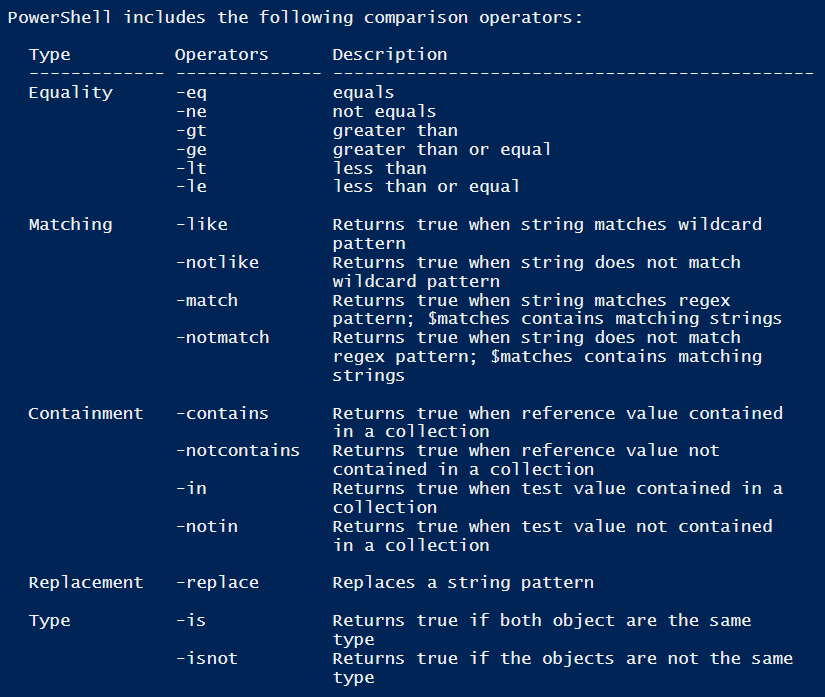 PowerShell includes the following comparison operators:
Type Operators Description
------------- -------------- ----------------------------------------------
Equality -eq equals
-ne not equals
-gt greater than
-ge greater than or equal
-lt less than
-le less than or equal
Matching -like Returns true when string matches wildcard
pattern
-notlike Returns true when string does not match
wildcard pattern
-match Returns true when string matches regex
pattern; $matches contains matching strings
-notmatch Returns true when string does not match
regex pattern; $matches contains matching
strings
Containment -contains Returns true when reference value contained
in a collection
-notcontains Returns true when reference value not
contained in a collection
-in Returns true when test value contained in a
collection
-notin Returns true when test value not contained
in a collection
Replacement -replace Replaces a string pattern
Type -is Returns true if both object are the same
type
-isnot Returns true if the objects are not the same
type